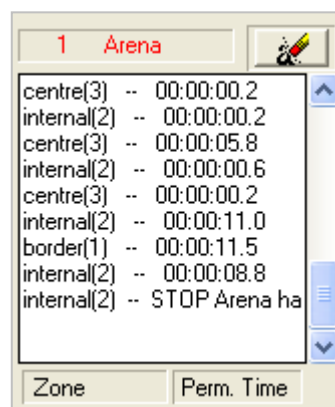 1 Arena
centre(3) -- 00:00:00.2
internal(2) -- 00:00:00.2
centre(3) -- 00:00:05.8
internal(2) -- 00:00:00.6
centre(3) -- 00:00:00.2
internal(2) -- 00:00:11.0
border(1) -- 00:00:11.5
internal(2) -- 00:00:08.8
internal(2) -- STOP Arena ha
Zone Perm. Time